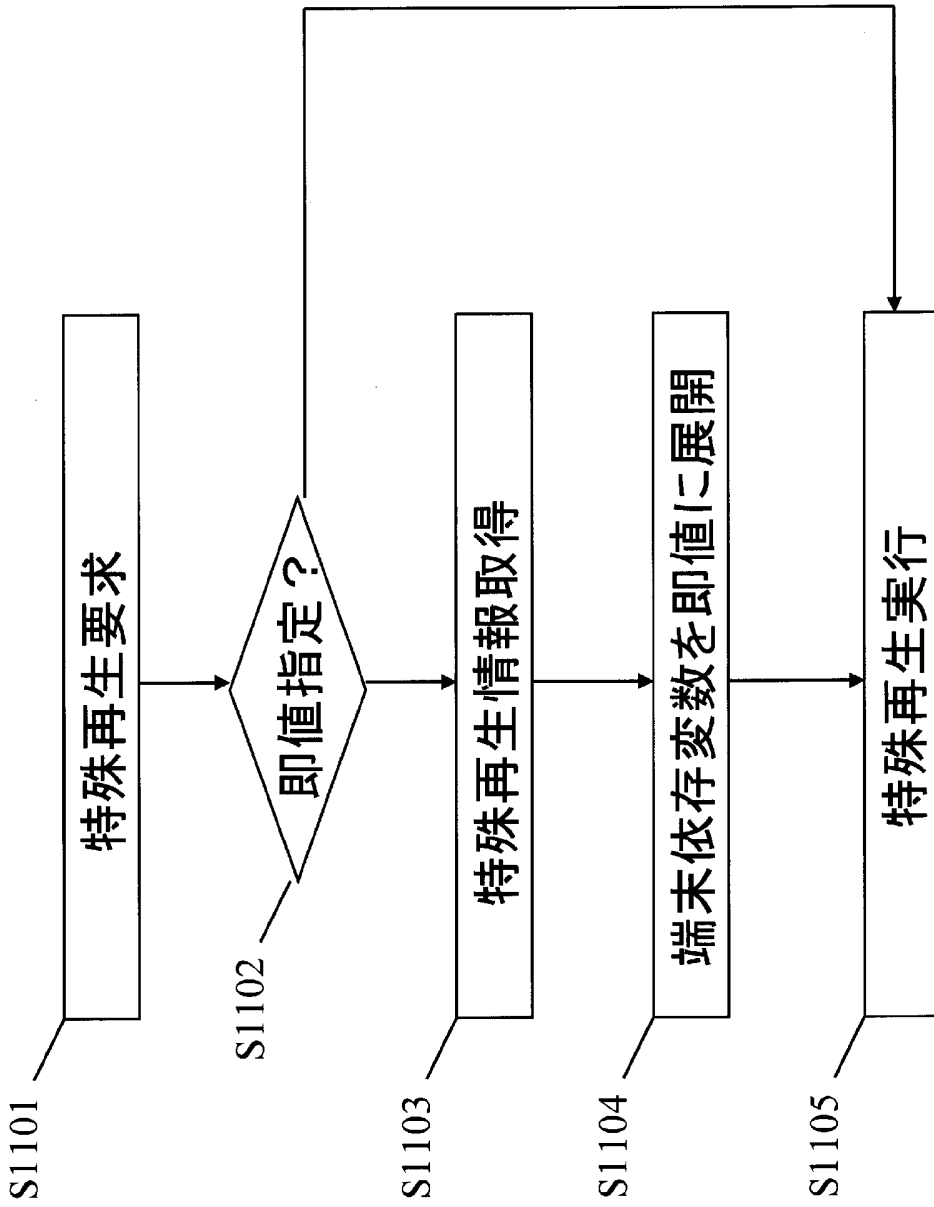 S1101
特殊再生要求
S1102
即値指定？
S1103
特殊再生情報取得
S1104
端末依存変数を即値に展開
S1105
特殊再生実行